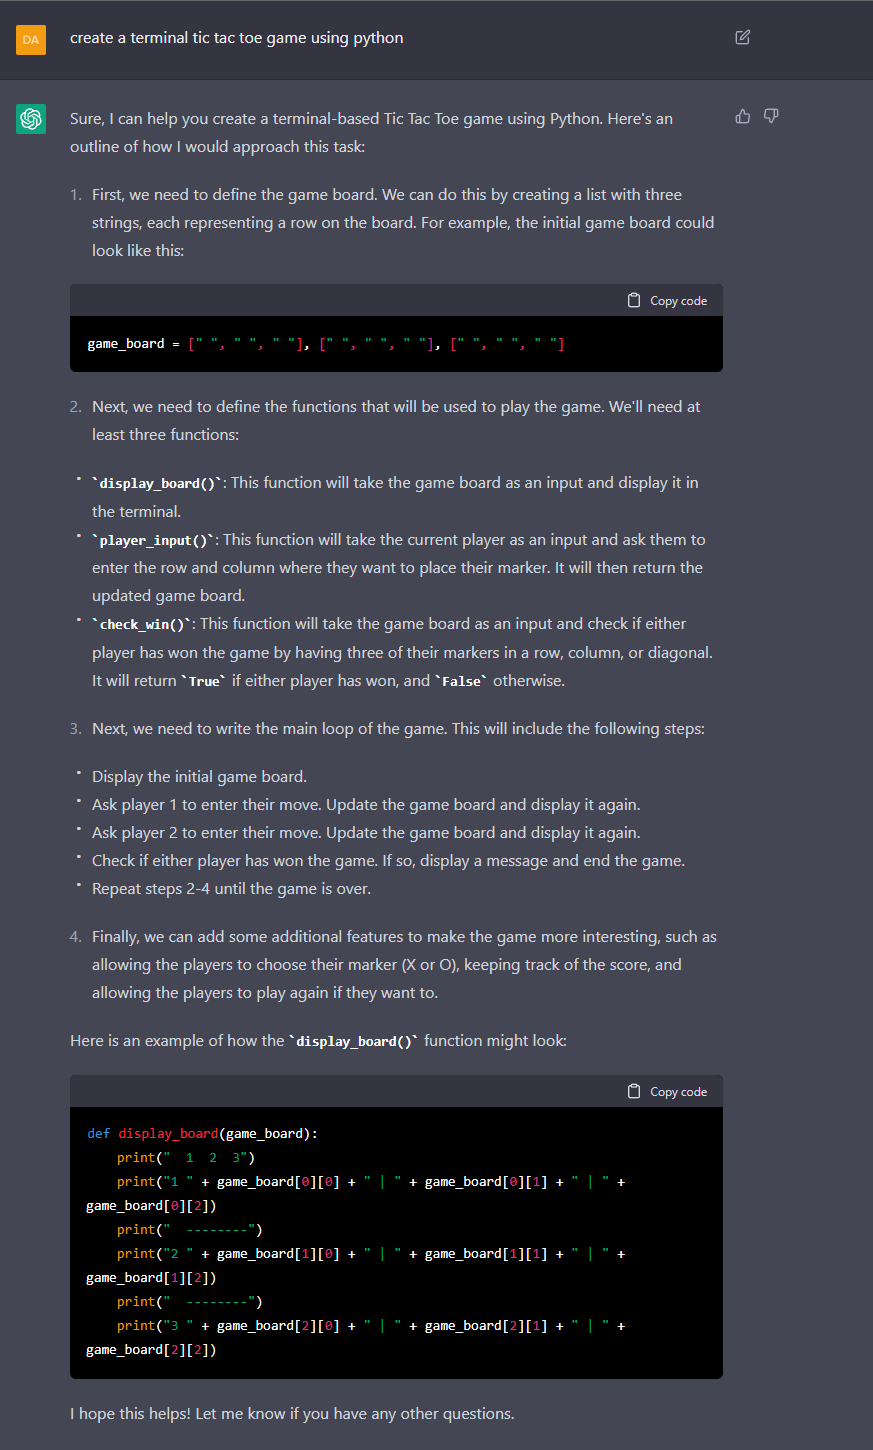 DA
create a terminal tic tac toe game using python
Sure, I can help you create a terminal-based Tic Tac Toe game using Python. Here's an
outline of how I would approach this task:
1. First, we need to define the game board. We can do this by creating a list with three
strings, each representing a row on the board. For example, the initial game board could
look like this:
Copy code
game_board = [" ", " ", " "], [" ", " ", " "], [" ", " ", " "]
2. Next, we need to define the functions that will be used to play the game. We'll need at
least three functions:
• `display_board()`: This function will take the game board as an input and display it in
the terminal.
• `player_input()`: This function will take the current player as an input and ask them to
enter the row and column where they want to place their marker. It will then return the
updated game board.
• `check_win()`: This function will take the game board as an input and check if either
player has won the game by having three of their markers in a row, column, or diagonal.
It will return `True` if either player has won, and `False` otherwise.
3. Next, we need to write the main loop of the game. This will include the following steps:
• Display the initial game board.
• Ask player 1 to enter their move. Update the game board and display it again.
• Ask player 2 to enter their move. Update the game board and display it again.
• Check if either player has won the game. If so, display a message and end the game.
• Repeat steps 2-4 until the game is over.
4. Finally, we can add some additional features to make the game more interesting, such as
allowing the players to choose their marker (X or O), keeping track of the score, and
allowing the players to play again if they want to.
Here is an example of how the `display_board()` function might look:
Copy code
def display_board(game_board):
    print("  1  2  3")
    print("1 " + game_board[0][0] + " | " + game_board[0][1] + " | " +
game_board[0][2])
    print("  --------")
    print("2 " + game_board[1][0] + " | " + game_board[1][1] + " | " +
game_board[1][2])
    print("  --------")
    print("3 " + game_board[2][0] + " | " + game_board[2][1] + " | " +
game_board[2][2])
I hope this helps! Let me know if you have any other questions.